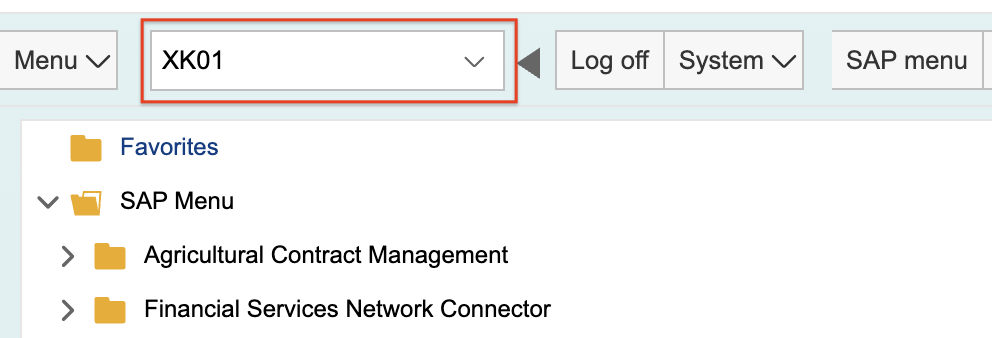 Menu XK01 Log off System SAP menu
Favorites
SAP Menu
Agricultural Contract Management
Financial Services Network Connector